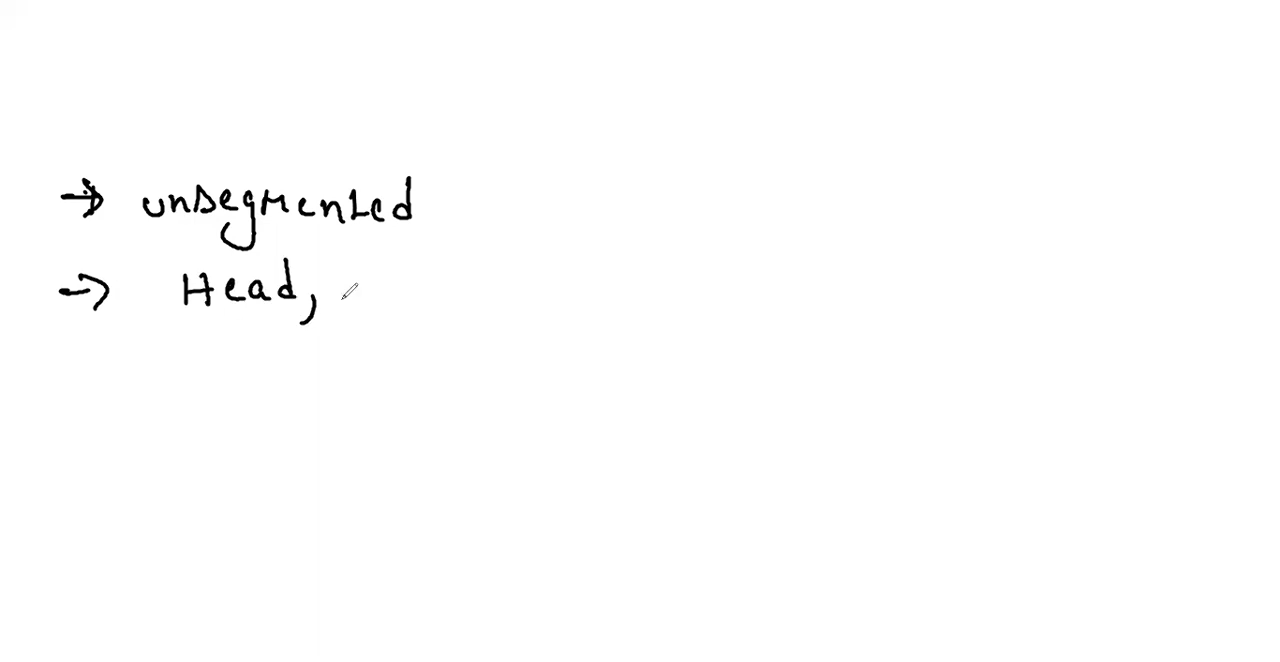 → unsegmented
→ Head,